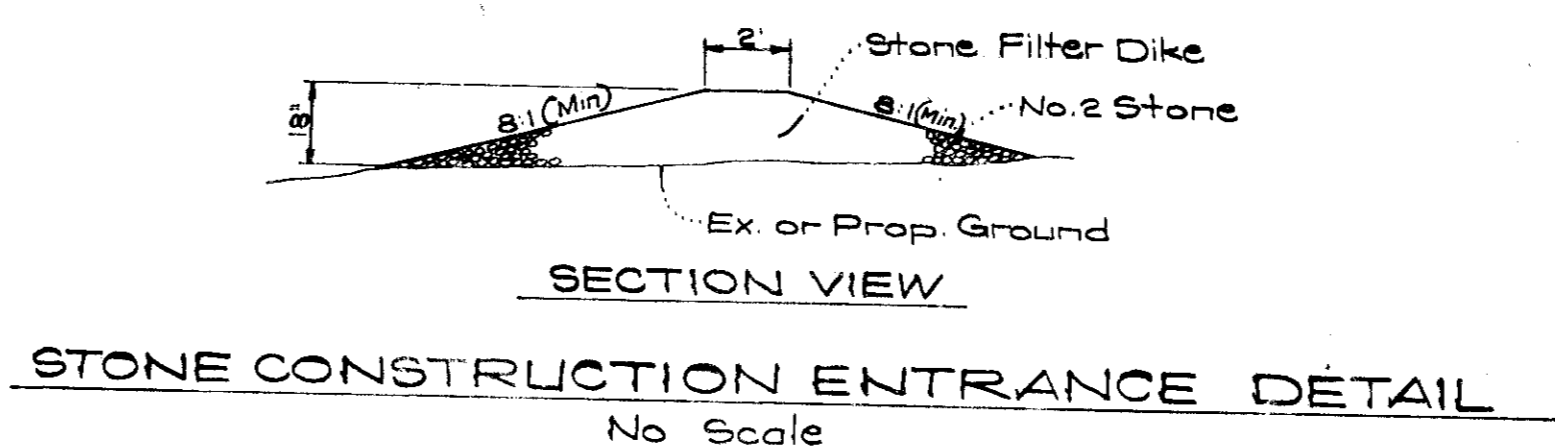 2'
Stone Filter Dike
18"
8:1 (Min)
8:1 (Min.)
No. 2 Stone
Ex. or Prop. Ground
SECTION VIEW
STONE CONSTRUCTION ENTRANCE DETAIL
No Scale